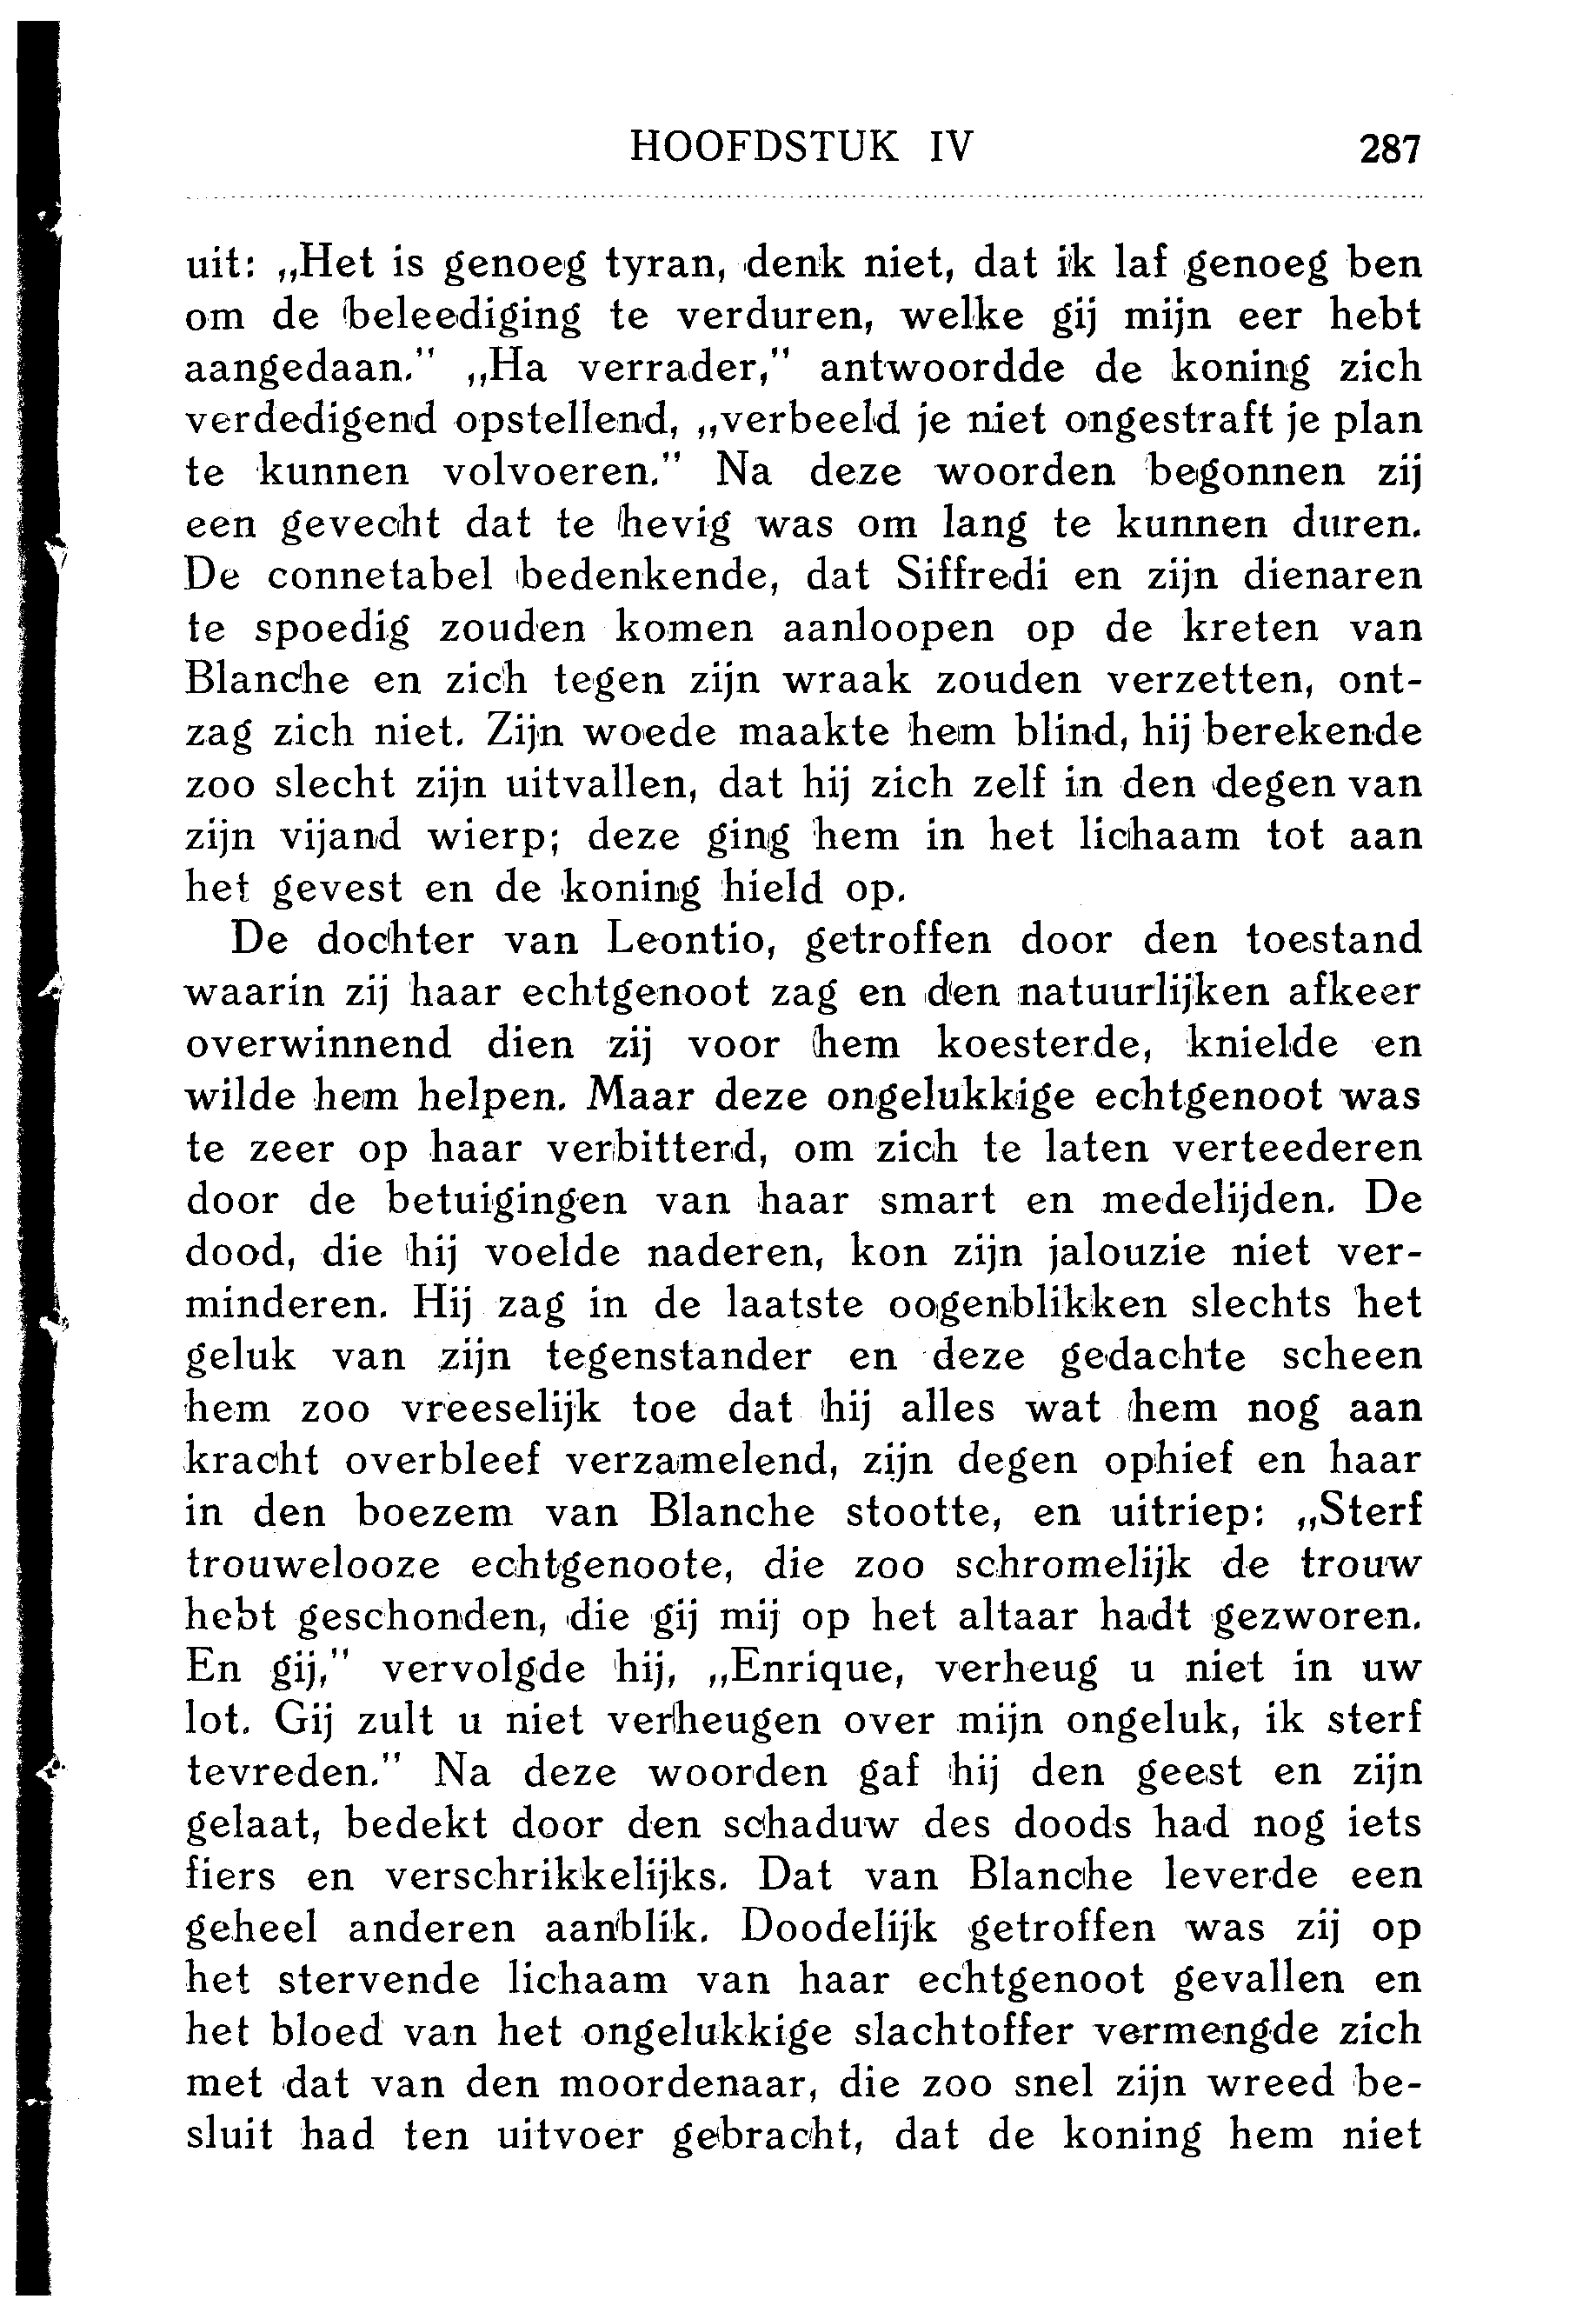 HOOFDSTUK IV 287
uit: „Het is genoeg tyran, denk niet, dat ik laf genoeg ben
om de beleediging te verduren, welke gij mijn eer hebt
aangedaan.” „Ha verrader,” antwoordde de koning zich
verdedigend opstellend, „verbeeld je niet ongestraft je plan
te kunnen volvoeren.” Na deze woorden begonnen zij
een gevecht dat te hevig was om lang te kunnen duren.
De connetabel bedenkende, dat Siffredi en zijn dienaren
te spoedig zouden komen aanloopen op de kreten van
Blanche en zich tegen zijn wraak zouden verzetten, ont-
zag zich niet. Zijn woede maakte hem blind, hij berekende
zoo slecht zijn uitvallen, dat hij zich zelf in den degen van
zijn vijand wierp; deze ging hem in het lichaam tot aan
het gevest en de koning hield op.
De dochter van Leontio, getroffen door den toestand
waarin zij haar echtgenoot zag en den natuurlijken afkeer
overwinnend dien zij voor hem koesterde, knielde en
wilde hem helpen. Maar deze ongelukkige echtgenoot was
te zeer op haar verbitterd, om zich te laten verteederen
door de betuigingen van haar smart en medelijden. De
dood, die hij voelde naderen, kon zijn jalouzie niet ver-
minderen. Hij zag in de laatste oogenblikken slechts het
geluk van zijn tegenstander en deze gedachte scheen
hem zoo vreeselijk toe dat hij alles wat hem nog aan
kracht overbleef verzamelend, zijn degen ophief en haar
in den boezem van Blanche stootte, en uitriep: „Sterf
trouwelooze echtgenoote, die zoo schromelijk de trouw
hebt geschonden, die gij mij op het altaar hadt gezworen.
En gij,” vervolgde hij, „Enrique, verheug u niet in uw
lot. Gij zult u niet verheugen over mijn ongeluk, ik sterf
tevreden.” Na deze woorden gaf hij den geest en zijn
gelaat, bedekt door den schaduw des doods had nog iets
fiers en verschrikkelijks. Dat van Blanche leverde een
geheel anderen aanblik. Doodelijk getroffen was zij op
het stervende lichaam van haar echtgenoot gevallen en
het bloed van het ongelukkige slachtoffer vermengde zich
met dat van den moordenaar, die zoo snel zijn wreed be-
sluit had ten uitvoer gebracht, dat de koning hem niet